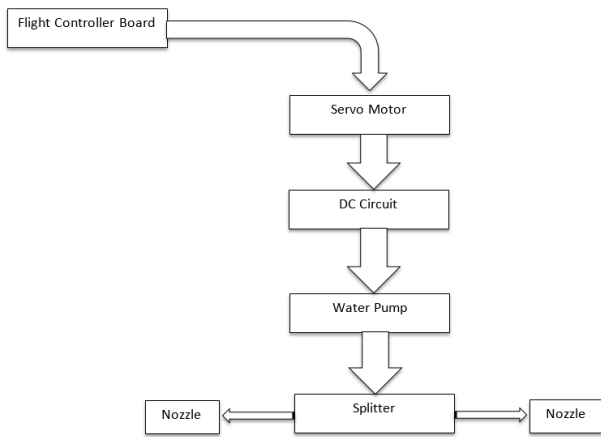 Flight Controller Board
Servo Motor
DC Circuit
Water Pump
Splitter
Nozzle
Nozzle